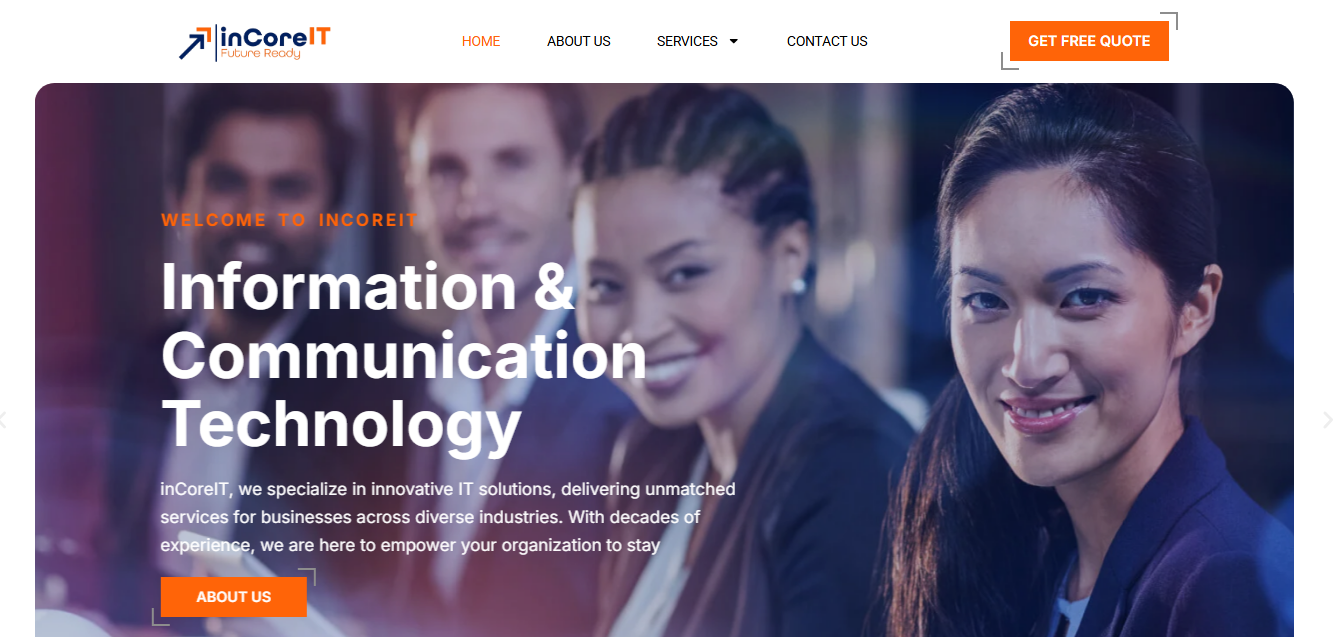 inCoreIT
Future Ready
HOME
ABOUT US
SERVICES
CONTACT US
GET FREE QUOTE
WELCOME TO INCOREIT
Information &
Communication
Technology
inCoreIT, we specialize in innovative IT solutions, delivering unmatched
services for businesses across diverse industries. With decades of
experience, we are here to empower your organization to stay
ABOUT US